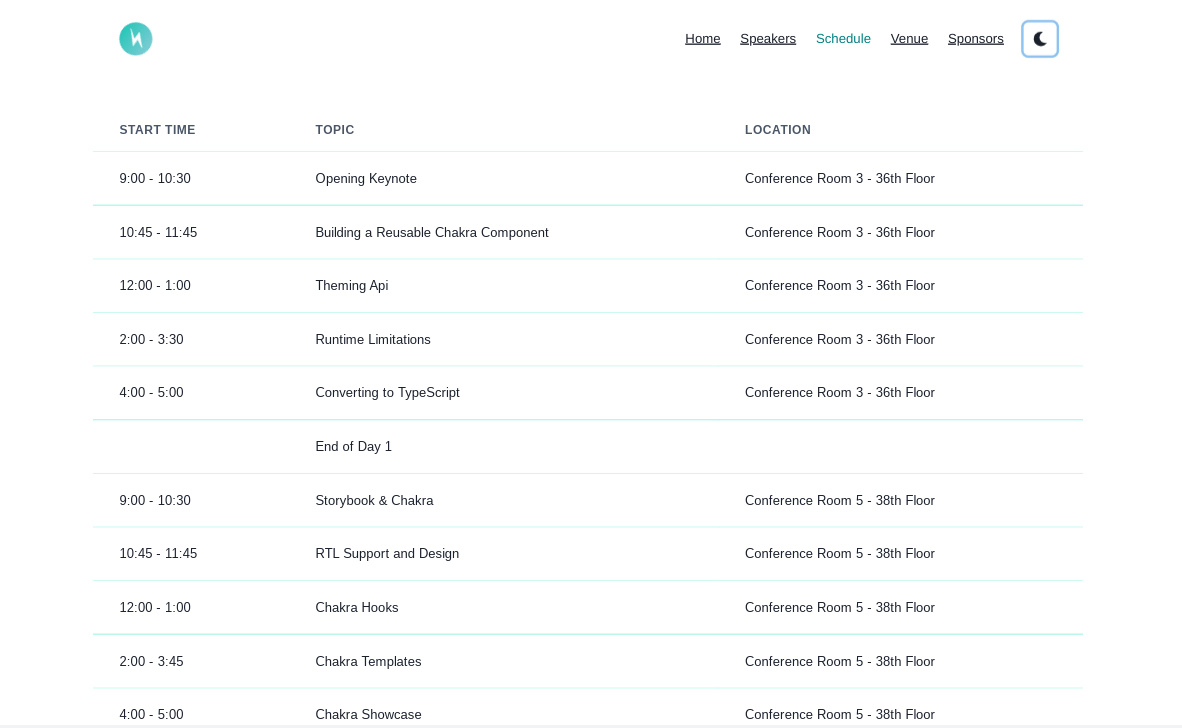 Home Speakers Schedule Venue Sponsors
START TIME TOPIC LOCATION
9:00 - 10:30 Opening Keynote Conference Room 3 - 36th Floor
10:45 - 11:45 Building a Reusable Chakra Component Conference Room 3 - 36th Floor
12:00 - 1:00 Theming Api Conference Room 3 - 36th Floor
2:00 - 3:30 Runtime Limitations Conference Room 3 - 36th Floor
4:00 - 5:00 Converting to TypeScript Conference Room 3 - 36th Floor
End of Day 1
9:00 - 10:30 Storybook & Chakra Conference Room 5 - 38th Floor
10:45 - 11:45 RTL Support and Design Conference Room 5 - 38th Floor
12:00 - 1:00 Chakra Hooks Conference Room 5 - 38th Floor
2:00 - 3:45 Chakra Templates Conference Room 5 - 38th Floor
4:00 - 5:00 Chakra Showcase Conference Room 5 - 38th Floor